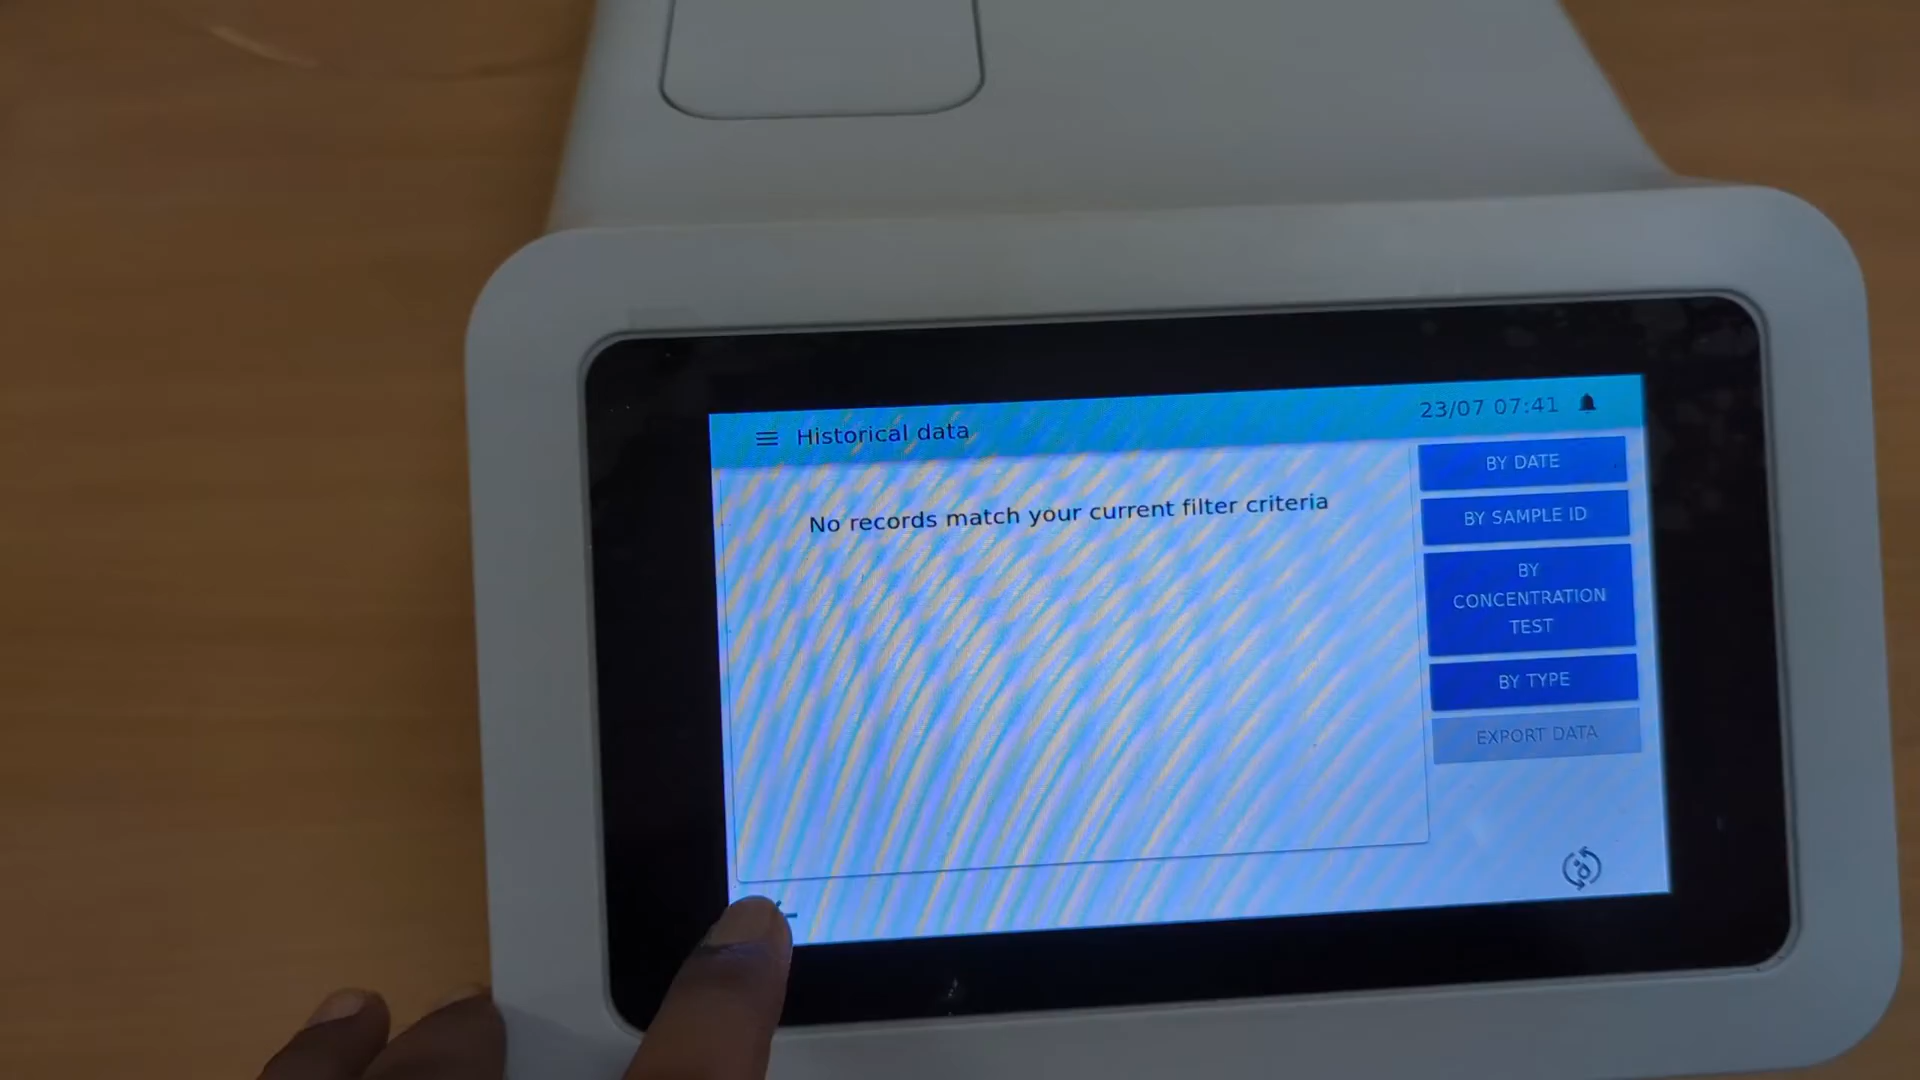 Historical data
23/07 07:41
No records match your current filter criteria
BY DATE
BY SAMPLE ID
BY
CONCENTRATION
TEST
BY TYPE
EXPORT DATA